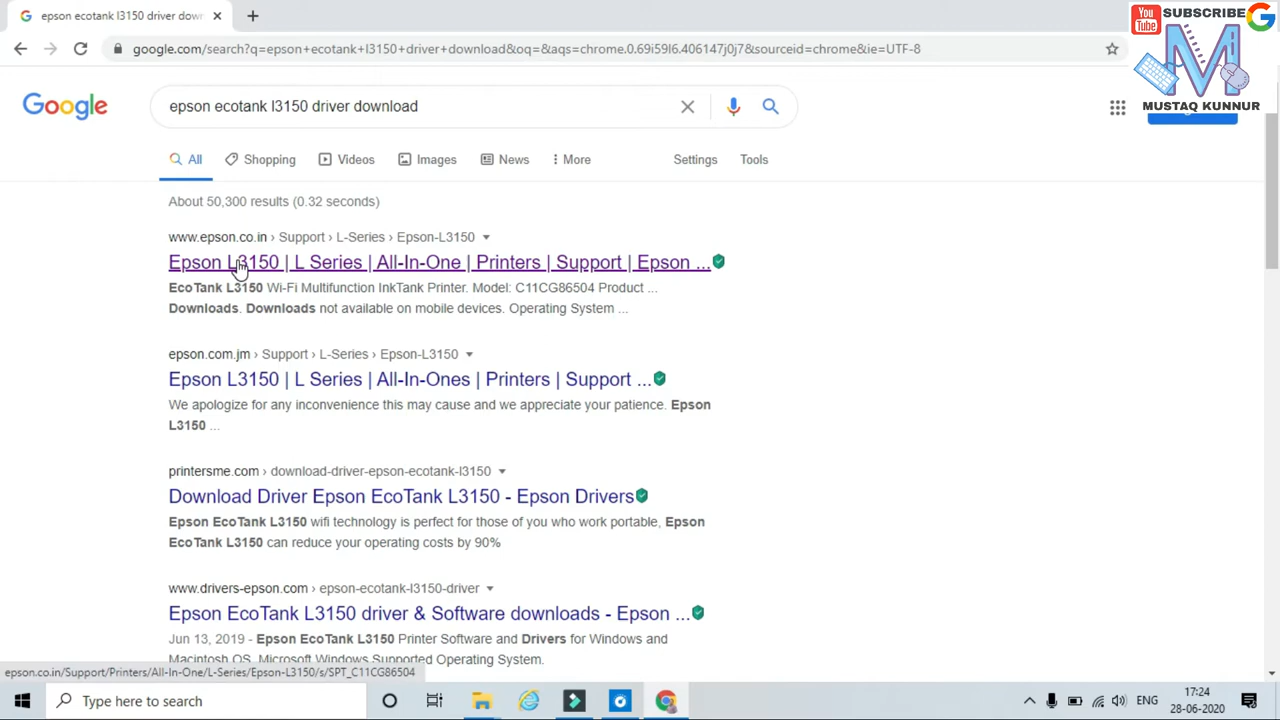 epson ecotank l3150 driver dow
google.com/search?q=epson+ecotank+l3150+driver+download&oq=&aqs=chrome.0.69i59l6.406147j0j7&sourceid=chrome&ie=UTF-8
You
Tube
SUBSCRIBE
MUSTAQ KUNNUR
Google
epson ecotank l3150 driver download
All
Shopping
Videos
Images
News
More
Settings
Tools
About 50,300 results (0.32 seconds)
www.epson.co.in › Support › L-Series › Epson-L3150
Epson L3150 | L Series | All-In-One | Printers | Support | Epson ...
EcoTank L3150 Wi-Fi Multifunction InkTank Printer. Model: C11CG86504 Product ...
Downloads. Downloads not available on mobile devices. Operating System ...
epson.com.jm › Support › L-Series › Epson-L3150
Epson L3150 | L Series | All-In-Ones | Printers | Support ...
We apologize for any inconvenience this may cause and we appreciate your patience. Epson
L3150 ...
printersme.com › download-driver-epson-ecotank-l3150
Download Driver Epson EcoTank L3150 - Epson Drivers
Epson EcoTank L3150 wifi technology is perfect for those of you who work portable, Epson
EcoTank L3150 can reduce your operating costs by 90%
www.drivers-epson.com › epson-ecotank-l3150-driver
Epson EcoTank L3150 driver & Software downloads - Epson ...
Jun 13, 2019 - Epson EcoTank L3150 Printer Software and Drivers for Windows and
Macintosh OS. Microsoft Windows Supported Operating System.
epson.co.in/Support/Printers/All-In-One/L-Series/Epson-L3150/s/SPT_C11CG86504
Type here to search
ENG
17:24
28-06-2020